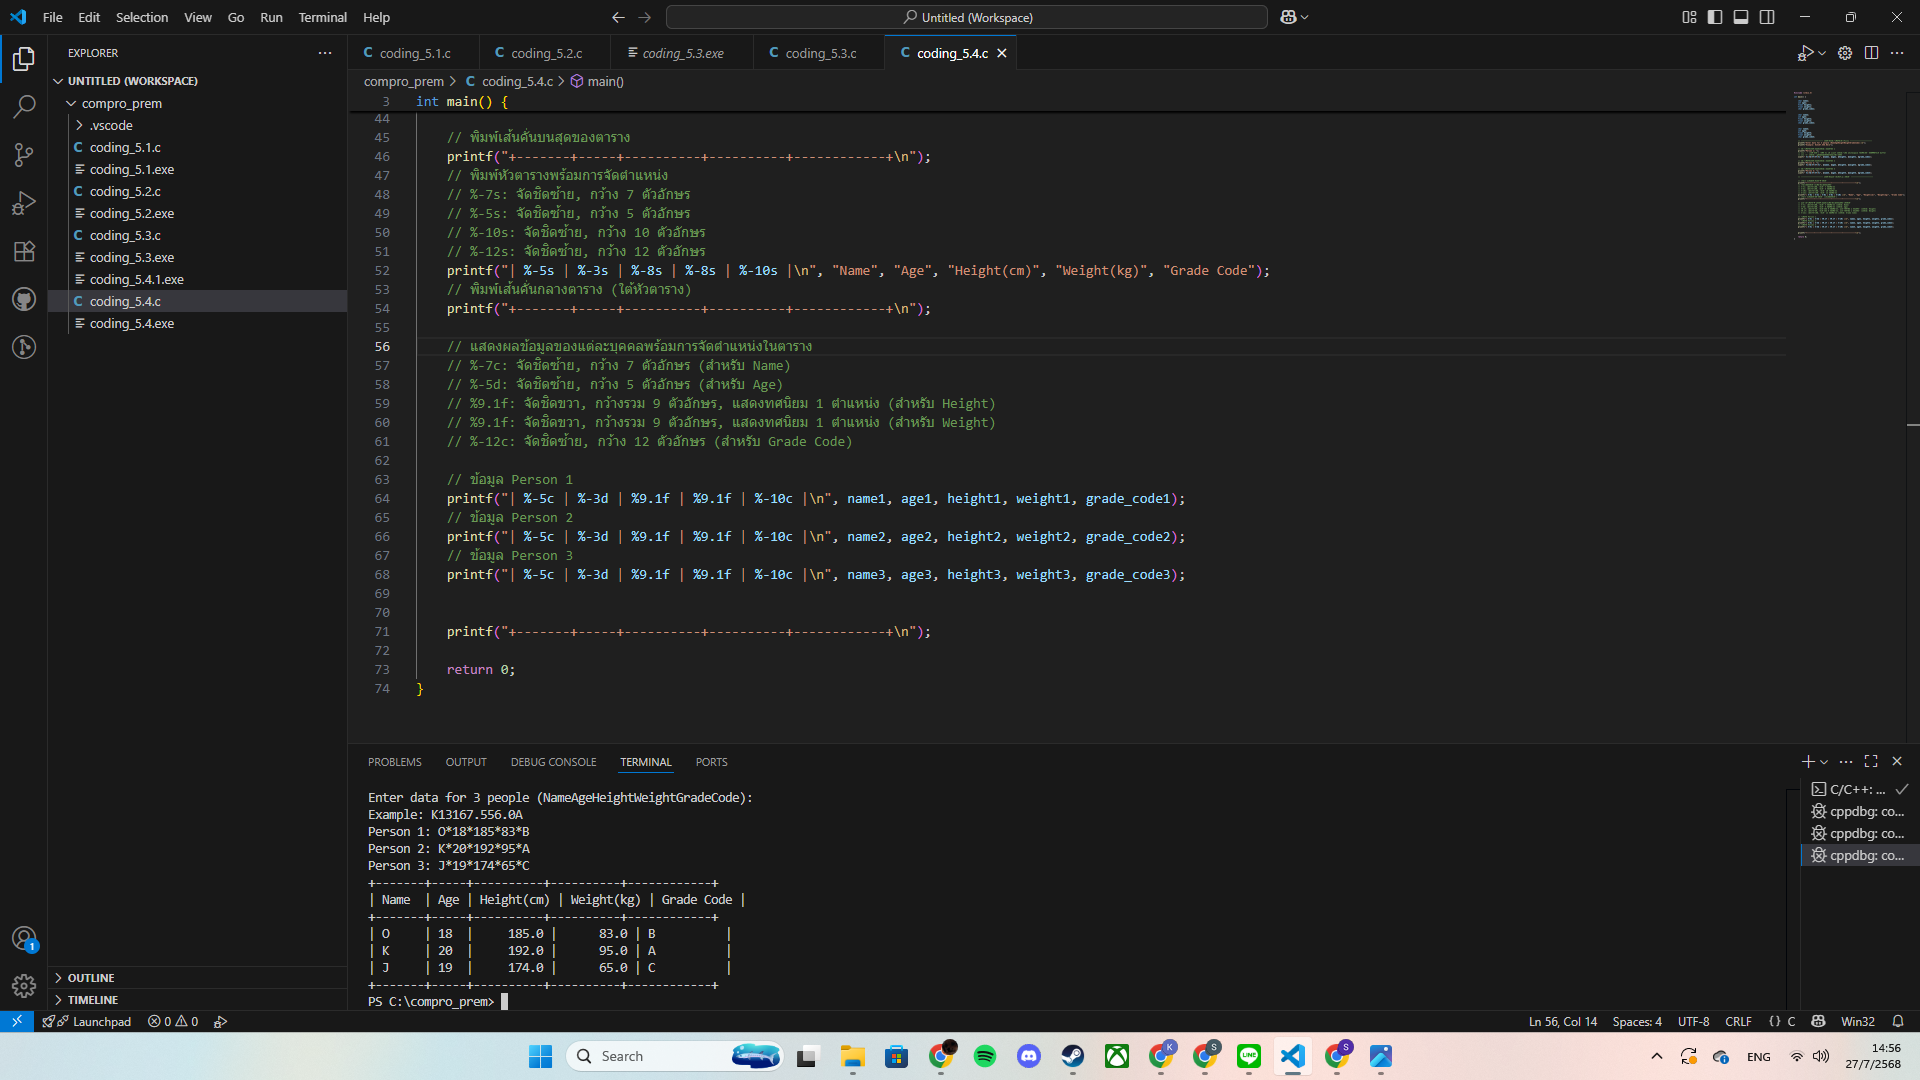 File Edit Selection View Go Run Terminal Help
Untitled (Workspace)
EXPLORER
UNTITLED (WORKSPACE)
compro_prem
.vscode
coding_5.1.c
coding_5.1.exe
coding_5.2.c
coding_5.2.exe
coding_5.3.c
coding_5.3.exe
coding_5.4.1.exe
coding_5.4.c
coding_5.4.exe
OUTLINE
TIMELINE
coding_5.1.c coding_5.2.c coding_5.3.exe coding_5.3.c coding_5.4.c
compro_prem > C coding_5.4.c > main()
3 int main() {
44
45 // พิมพ์เส้นคั่นบนสุดของตาราง
46 printf("+-------+-----+----------+----------+------------+\n");
47 // พิมพ์หัวตารางพร้อมการจัดตำแหน่ง
48 // %-7s: จัดชิดซ้าย, กว้าง 7 ตัวอักษร
49 // %-5s: จัดชิดซ้าย, กว้าง 5 ตัวอักษร
50 // %-10s: จัดชิดซ้าย, กว้าง 10 ตัวอักษร
51 // %-12s: จัดชิดซ้าย, กว้าง 12 ตัวอักษร
52 printf("| %-5s | %-3s | %-8s | %-8s | %-10s |\n", "Name", "Age", "Height(cm)", "Weight(kg)", "Grade Code");
53 // พิมพ์เส้นคั่นกลางตาราง (ใต้หัวตาราง)
54 printf("+-------+-----+----------+----------+------------+\n");
55
56 // แสดงผลข้อมูลของแต่ละบุคคลพร้อมการจัดตำแหน่งในตาราง
57 // %-7c: จัดชิดซ้าย, กว้าง 7 ตัวอักษร (สำหรับ Name)
58 // %-5d: จัดชิดซ้าย, กว้าง 5 ตัวอักษร (สำหรับ Age)
59 // %9.1f: จัดชิดขวา, กว้างรวม 9 ตัวอักษร, แสดงทศนิยม 1 ตำแหน่ง (สำหรับ Height)
60 // %9.1f: จัดชิดขวา, กว้างรวม 9 ตัวอักษร, แสดงทศนิยม 1 ตำแหน่ง (สำหรับ Weight)
61 // %-12c: จัดชิดซ้าย, กว้าง 12 ตัวอักษร (สำหรับ Grade Code)
62
63 // ข้อมูล Person 1
64 printf("| %-5c | %-3d | %9.1f | %9.1f | %-10c |\n", name1, age1, height1, weight1, grade_code1);
65 // ข้อมูล Person 2
66 printf("| %-5c | %-3d | %9.1f | %9.1f | %-10c |\n", name2, age2, height2, weight2, grade_code2);
67 // ข้อมูล Person 3
68 printf("| %-5c | %-3d | %9.1f | %9.1f | %-10c |\n", name3, age3, height3, weight3, grade_code3);
69
70
71 printf("+-------+-----+----------+----------+------------+\n");
72
73 return 0;
74 }
PROBLEMS OUTPUT DEBUG CONSOLE TERMINAL PORTS
Enter data for 3 people (NameAgeHeightWeightGradeCode):
Example: K13167.556.0A
Person 1: O*18*185*83*B
Person 2: K*20*192*95*A
Person 3: J*19*174*65*C
+-------+-----+----------+----------+------------+
| Name  | Age | Height(cm) | Weight(kg) | Grade Code |
+-------+-----+----------+----------+------------+
| O     | 18  |     185.0 |      83.0 | B          |
| K     | 20  |     192.0 |      95.0 | A          |
| J     | 19  |     174.0 |      65.0 | C          |
+-------+-----+----------+----------+------------+
PS C:\compro_prem>
C/C++: ...
cppdbg: co...
cppdbg: co...
cppdbg: co...
Launchpad 0 0
Ln 56, Col 14 Spaces: 4 UTF-8 CRLF {} C Win32
Search
ENG
14:56
27/7/2568